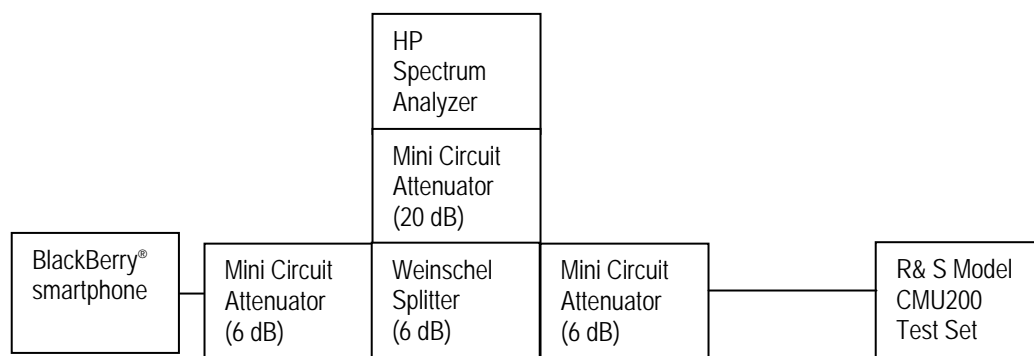 HP
Spectrum
Analyzer
Mini Circuit
Attenuator
(20 dB)
BlackBerry®
smartphone
Mini Circuit
Attenuator
(6 dB)
Weinschel
Splitter
(6 dB)
Mini Circuit
Attenuator
(6 dB)
R& S Model
CMU200
Test Set